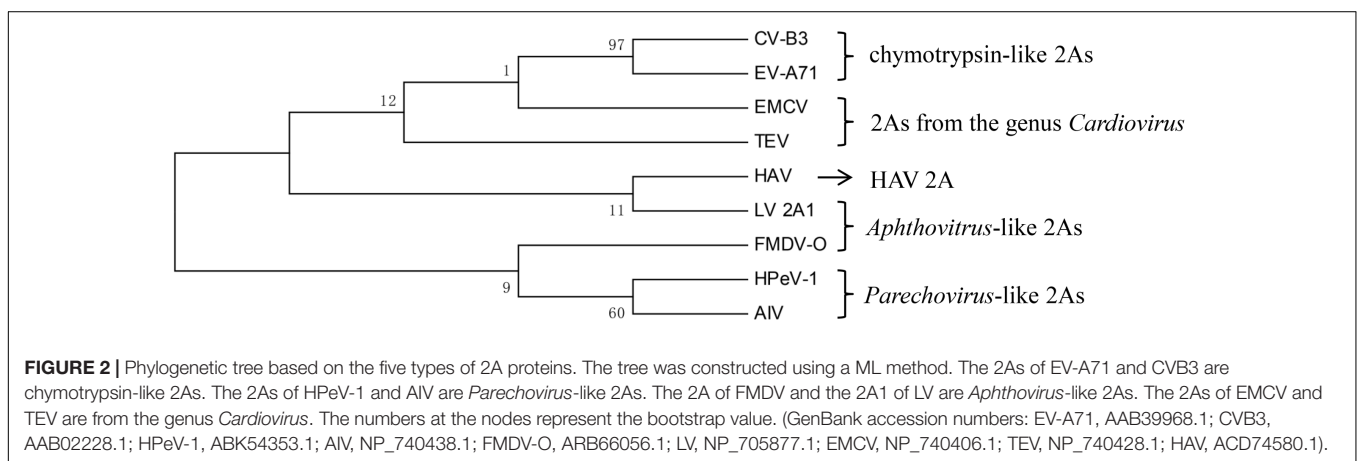 97
CV-B3
chymotrypsin-like 2As
EV-A71
1
12
EMCV
2As from the genus Cardiovirus
TEV
HAV
HAV 2A
11
LV 2A1
Aphthovitrus-like 2As
FMDV-O
9
HPeV-1
Parechovirus-like 2As
60
AIV
FIGURE 2 | Phylogenetic tree based on the five types of 2A proteins. The tree was constructed using a ML method. The 2As of EV-A71 and CVB3 are
chymotrypsin-like 2As. The 2As of HPeV-1 and AIV are Parechovirus-like 2As. The 2A of FMDV and the 2A1 of LV are Aphthovirus-like 2As. The 2As of EMCV and
TEV are from the genus Cardiovirus. The numbers at the nodes represent the bootstrap value. (GenBank accession numbers: EV-A71, AAB39968.1; CVB3,
AAB02228.1; HPeV-1, ABK54353.1; AIV, NP_740438.1; FMDV-O, ARB66056.1; LV, NP_705877.1; EMCV, NP_740406.1; TEV, NP_740428.1; HAV, ACD74580.1).